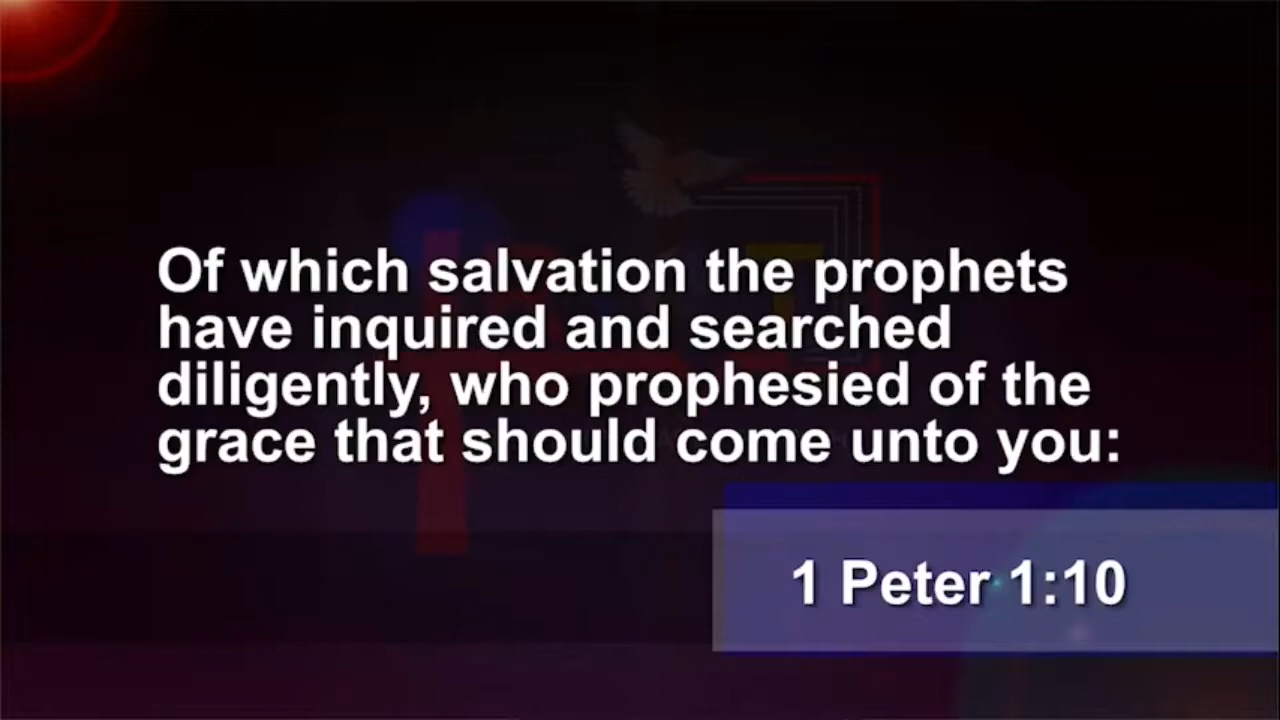 Of which salvation the prophets
have inquired and searched
diligently, who prophesied of the
grace that should come unto you:
1 Peter 1:10